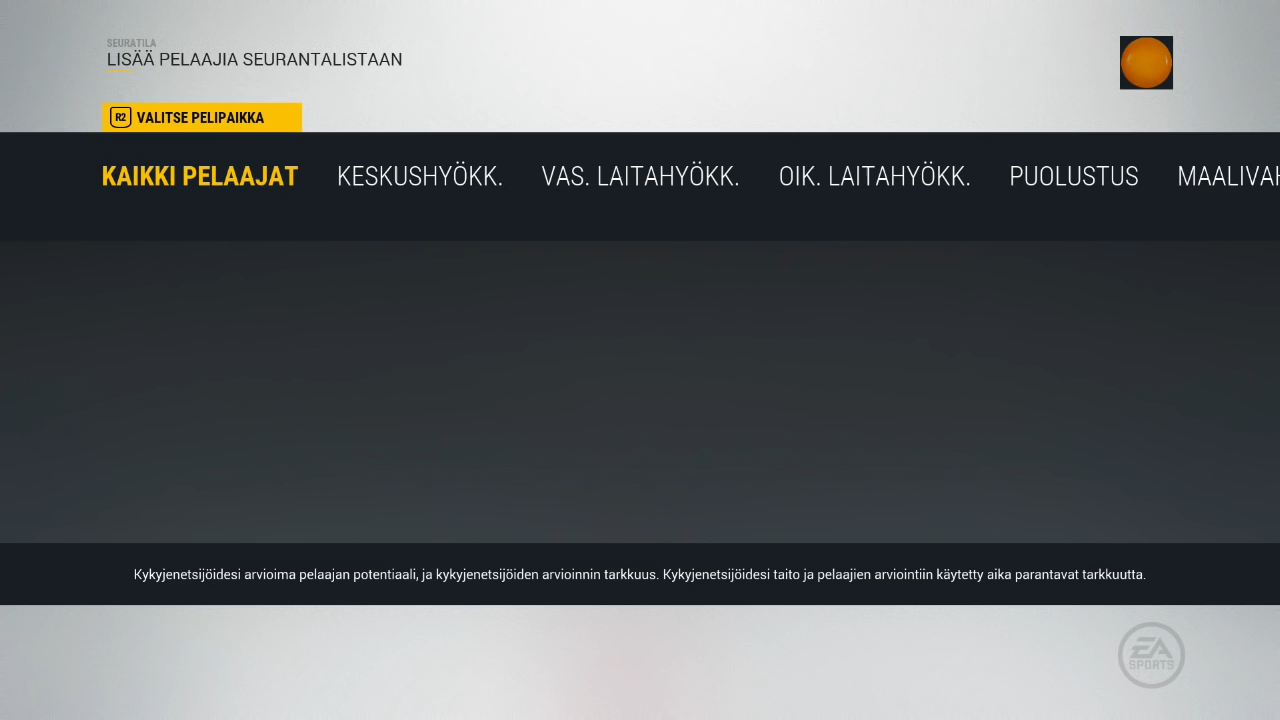 SEURATILA
LISÄÄ PELAAJIA SEURANTALISTAAN
R2 VALITSE PELIPAIKKA
KAIKKI PELAAJAT KESKUSHYÖKK. VAS. LAITAHYÖKK. OIK. LAITAHYÖKK. PUOLUSTUS
Kykyjenetsijöidesi arvioima pelaajan potentiaali, ja kykyjenetsijöiden arvioinnin tarkkuus. Kykyjenetsijöidesi taito ja pelaajien arviointiin käytetty aika parantavat tarkkuutta.
EA
SPORTS